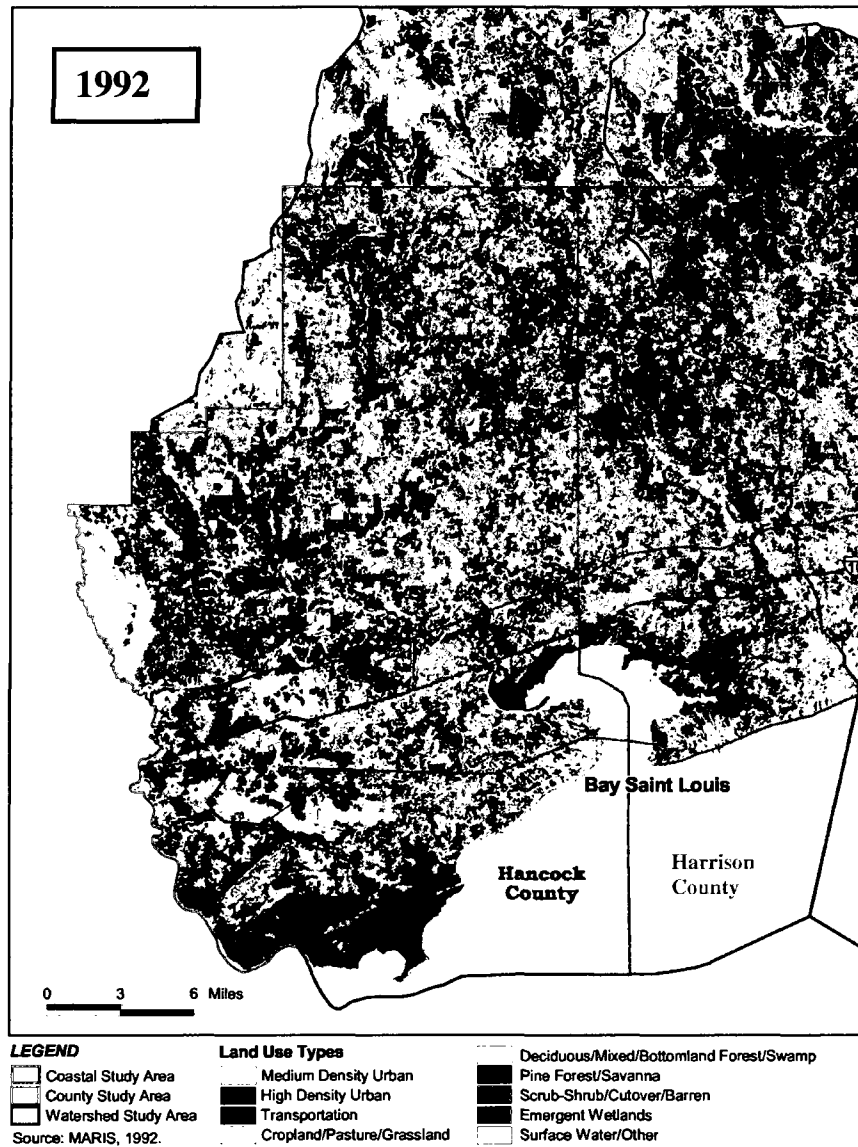 1992
Bay Saint Louis
Hancock
County
Harrison
County
0 3 6 Miles
LEGEND
Coastal Study Area
County Study Area
Watershed Study Area
Source: MARIS, 1992.
Land Use Types
Medium Density Urban
High Density Urban
Transportation
Cropland/Pasture/Grassland
Deciduous/Mixed/Bottomland Forest/Swamp
Pine Forest/Savanna
Scrub-Shrub/Cutover/Barren
Emergent Wetlands
Surface Water/Other